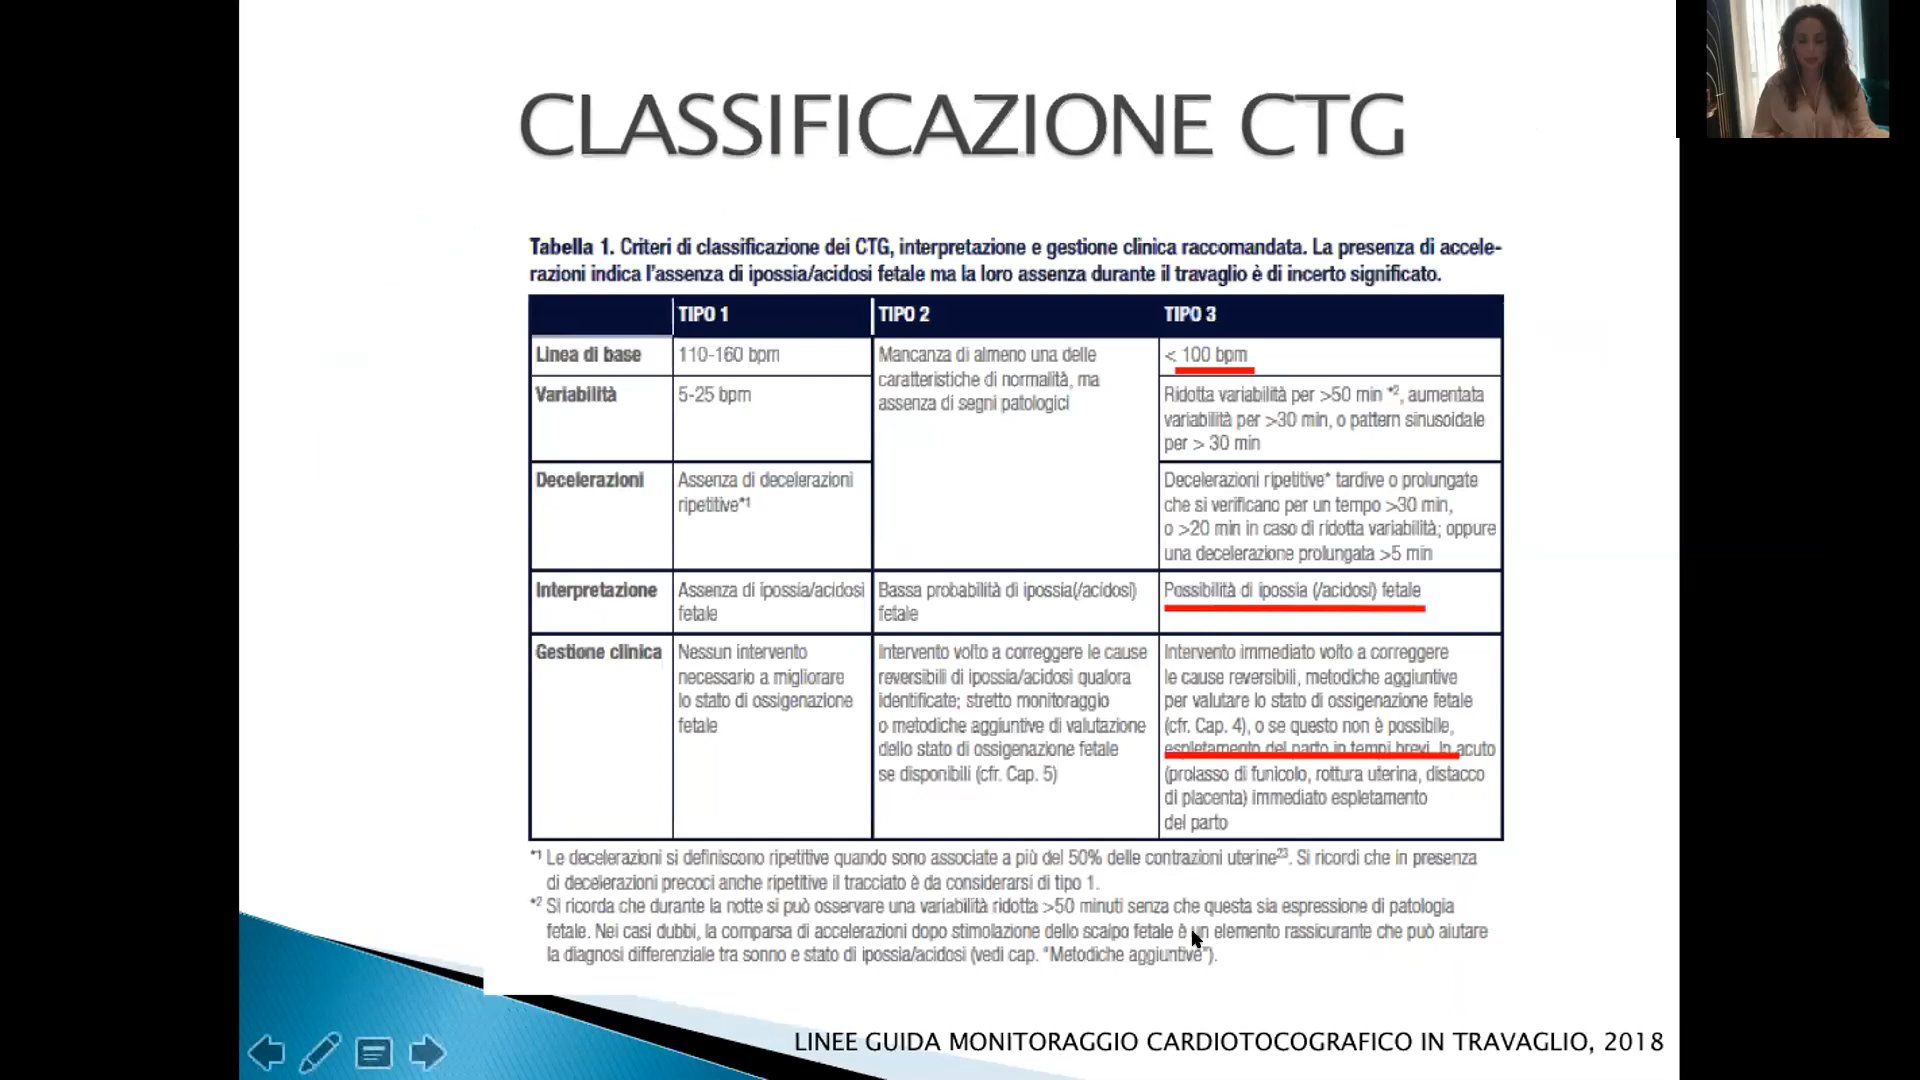 CLASSIFICAZIONE CTG
Tabella 1. Criteri di classificazione dei CTG, interpretazione e gestione clinica raccomandata. La presenza di accele-
razioni indica l'assenza di ipossia/acidosi fetale ma la loro assenza durante il travaglio è di incerto significato.
TIPO 1
TIPO 2
TIPO 3
Linea di base
110-160 bpm
Mancanza di almeno una delle
caratteristiche di normalità, ma
assenza di segni patologici
< 100 bpm
Variabilità
5-25 bpm
Ridotta variabilità per >50 min *2, aumentata
variabilità per >30 min, o pattern sinusoidale
per > 30 min
Decelerazioni
Assenza di decelerazioni
ripetitive*1
Decelerazioni ripetitive* tardive o prolungate
che si verificano per un tempo >30 min,
o >20 min in caso di ridotta variabilità; oppure
una decelerazione prolungata >5 min
Interpretazione
Assenza di ipossia/acidosi
fetale
Bassa probabilità di ipossia(/acidosi)
fetale
Possibilità di ipossia (/acidosi) fetale
Gestione clinica
Nessun intervento
necessario a migliorare
lo stato di ossigenazione
fetale
Intervento volto a correggere le cause
reversibili di ipossia/acidosi qualora
identificate; stretto monitoraggio
o metodiche aggiuntive di valutazione
dello stato di ossigenazione fetale
se disponibili (cfr. Cap. 5)
Intervento immediato volto a correggere
le cause reversibili, metodiche aggiuntive
per valutare lo stato di ossigenazione fetale
(cfr. Cap. 4), o se questo non è possibile,
espletamento del parto in tempi brevi. In acuto
(prolasso di funicolo, rottura uterina, distacco
di placenta) immediato espletamento
del parto
*1 Le decelerazioni si definiscono ripetitive quando sono associate a più del 50% delle contrazioni uterine23. Si ricordi che in presenza
di decelerazioni precoci anche ripetitive il tracciato è da considerarsi di tipo 1.
*2 Si ricorda che durante la notte si può osservare una variabilità ridotta >50 minuti senza che questa sia espressione di patologia
fetale. Nei casi dubbi, la comparsa di accelerazioni dopo stimolazione dello scalpo fetale è un elemento rassicurante che può aiutare
la diagnosi differenziale tra sonno e stato di ipossia/acidosi (vedi cap. "Metodiche aggiuntive").
LINEE GUIDA MONITORAGGIO CARDIOTOCOGRAFICO IN TRAVAGLIO, 2018